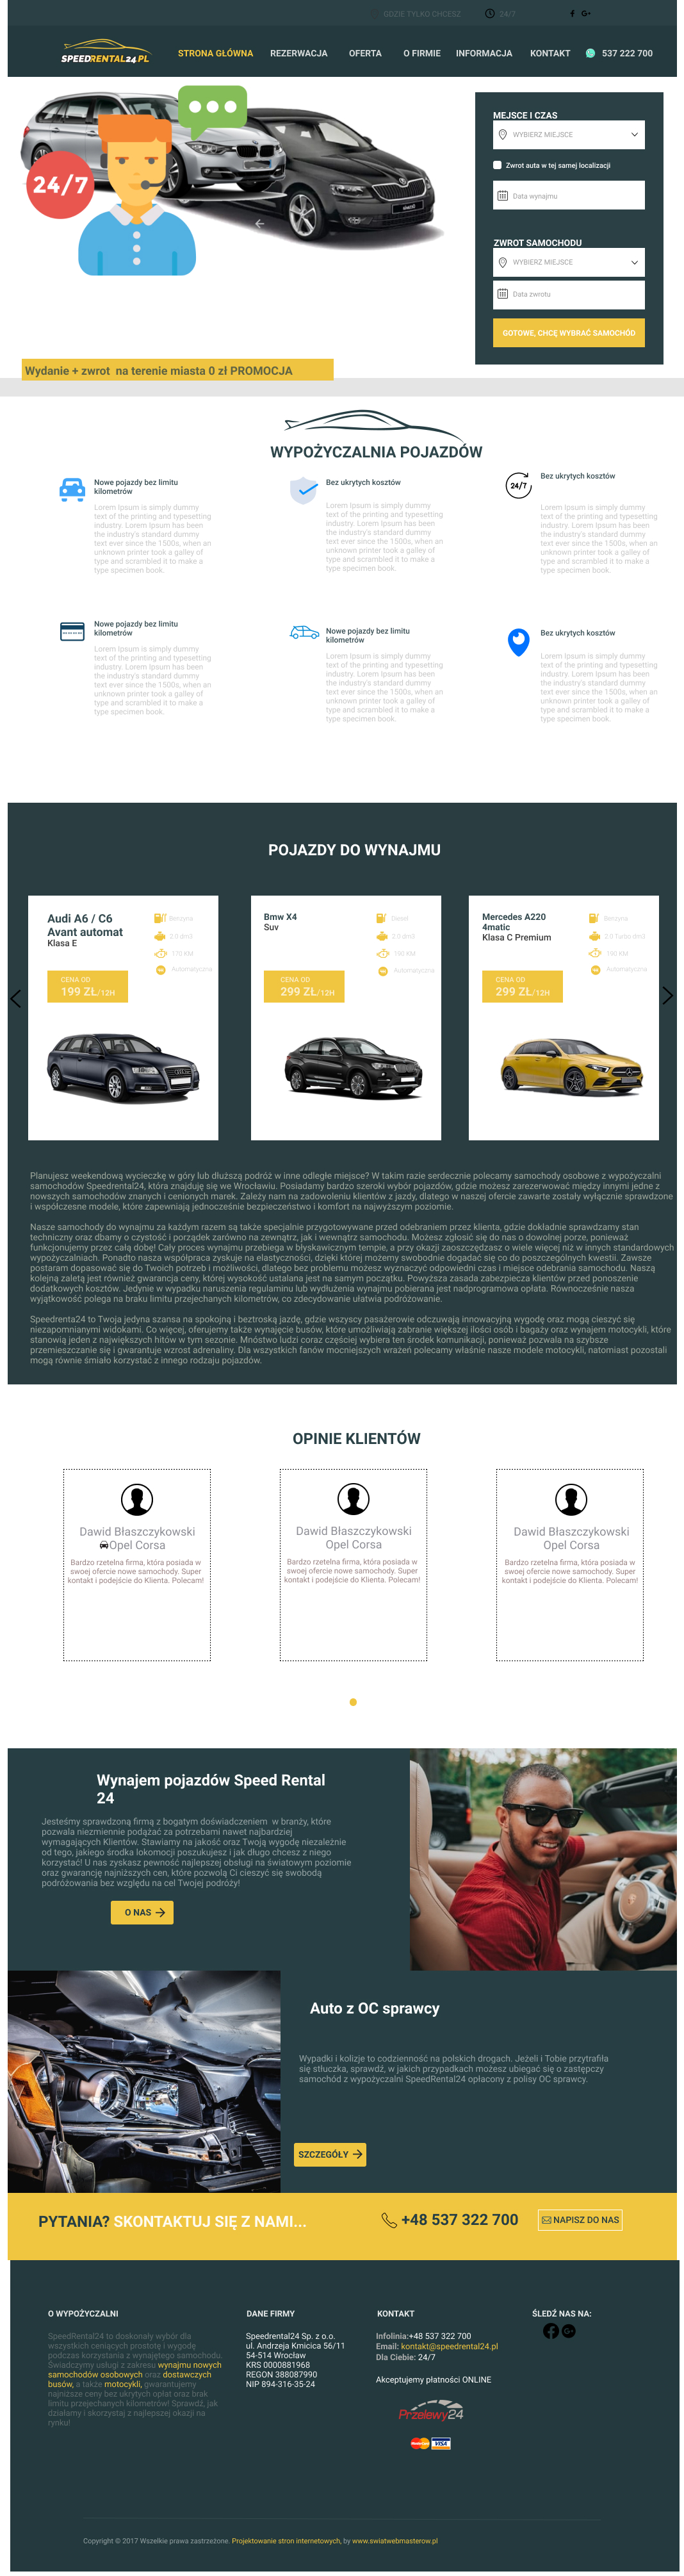 GDZIE TYLKO CHCESZ
24/7
SPEEDRENTAL24.PL
STRONA GŁÓWNA
REZERWACJA
OFERTA
O FIRMIE
INFORMACJA
KONTAKT
537 222 700
24/7
MIEJSCE I CZAS
WYBIERZ MIEJSCE
Zwrot auta w tej samej localizacji
Data wynajmu
ZWROT SAMOCHODU
WYBIERZ MIEJSCE
Data zwrotu
GOTOWE, CHCĘ WYBRAĆ SAMOCHÓD
Wydanie + zwrot na terenie miasta 0 zł PROMOCJA
WYPOŻYCZALNIA POJAZDÓW
Nowe pojazdy bez limitu
kilometrów
Lorem Ipsum is simply dummy
text of the printing and typesetting
industry. Lorem Ipsum has been
the industry's standard dummy
text ever since the 1500s, when an
unknown printer took a galley of
type and scrambled it to make a
type specimen book.
Bez ukrytych kosztów
Lorem Ipsum is simply dummy
text of the printing and typesetting
industry. Lorem Ipsum has been
the industry's standard dummy
text ever since the 1500s, when an
unknown printer took a galley of
type and scrambled it to make a
type specimen book.
24/7
Bez ukrytych kosztów
Lorem Ipsum is simply dummy
text of the printing and typesetting
industry. Lorem Ipsum has been
the industry's standard dummy
text ever since the 1500s, when an
unknown printer took a galley of
type and scrambled it to make a
type specimen book.
Nowe pojazdy bez limitu
kilometrów
Lorem Ipsum is simply dummy
text of the printing and typesetting
industry. Lorem Ipsum has been
the industry's standard dummy
text ever since the 1500s, when an
unknown printer took a galley of
type and scrambled it to make a
type specimen book.
Nowe pojazdy bez limitu
kilometrów
Lorem Ipsum is simply dummy
text of the printing and typesetting
industry. Lorem Ipsum has been
the industry's standard dummy
text ever since the 1500s, when an
unknown printer took a galley of
type and scrambled it to make a
type specimen book.
Bez ukrytych kosztów
Lorem Ipsum is simply dummy
text of the printing and typesetting
industry. Lorem Ipsum has been
the industry's standard dummy
text ever since the 1500s, when an
unknown printer took a galley of
type and scrambled it to make a
type specimen book.
POJAZDY DO WYNAJMU
Audi A6 / C6
Avant automat
Klasa E
Benzyna
2.0 dm3
170 KM
Automatyczna
CENA OD
199 ZŁ/12H
Bmw X4
Suv
Diesel
2.0 dm3
190 KM
Automatyczna
CENA OD
299 ZŁ/12H
Mercedes A220
4matic
Klasa C Premium
Benzyna
2.0 Turbo dm3
190 KM
Automatyczna
CENA OD
299 ZŁ/12H
Planujesz weekendową wycieczkę w góry lub dłuższą podróż w inne odległe miejsce? W takim razie serdecznie polecamy samochody osobowe z wypożyczalni
samochodów Speedrental24, która znajduję się we Wrocławiu. Posiadamy bardzo szeroki wybór pojazdów, gdzie możesz zarezerwować między innymi jedne z
nowszych samochodów znanych i cenionych marek. Zależy nam na zadowoleniu klientów z jazdy, dlatego w naszej ofercie zawarte zostały wyłącznie sprawdzone
i współczesne modele, które zapewniają jednocześnie bezpieczeństwo i komfort na najwyższym poziomie.
Nasze samochody do wynajmu za każdym razem są także specjalnie przygotowywane przed odebraniem przez klienta, gdzie dokładnie sprawdzamy stan
techniczny oraz dbamy o czystość i porządek zarówno na zewnątrz, jak i wewnątrz samochodu. Możesz zgłosić się do nas o dowolnej porze, ponieważ
funkcjonujemy przez całą dobę! Cały proces wynajmu przebiega w błyskawicznym tempie, a przy okazji zaoszczędzasz o wiele więcej niż w innych standardowych
wypożyczalniach. Ponadto nasza współpraca zyskuje na elastyczności, dzięki której możemy swobodnie dogadać się co do poszczególnych kwestii. Zawsze
postaram dopasować się do Twoich potrzeb i możliwości, dlatego bez problemu możesz wyznaczyć odpowiedni czas i miejsce odebrania samochodu. Naszą
kolejną zaletą jest również gwarancja ceny, której wysokość ustalana jest na samym początku. Powyższa zasada zabezpiecza klientów przed ponoszenie
dodatkowych kosztów. Jedynie w wypadku naruszenia regulaminu lub wydłużenia wynajmu pobierana jest nadprogramowa opłata. Równocześnie nasza
wyjątkowość polega na braku limitu przejechanych kilometrów, co zdecydowanie ułatwia podróżowanie.
Speedrenta24 to Twoja jedyna szansa na spokojną i beztroską jazdę, gdzie wszyscy pasażerowie odczuwają innowacyjną wygodę oraz mogą cieszyć się
niezapomnianymi widokami. Co więcej, oferujemy także wynajęcie busów, które umożliwiają zabranie większej ilości osób i bagaży oraz wynajem motocykli, które
stanowią jeden z największych hitów w tym sezonie. Mnóstwo ludzi coraz częściej wybiera ten środek komunikacji, ponieważ pozwala na szybsze
przemieszczanie się i gwarantuje wzrost adrenaliny. Dla wszystkich fanów mocniejszych wrażeń polecamy właśnie nasze modele motocykli, natomiast pozostali
mogą równie śmiało korzystać z innego rodzaju pojazdów.
OPINIE KLIENTÓW
Dawid Błaszczykowski
Opel Corsa
Bardzo rzetelna firma, która posiada w
swoej ofercie nowe samochody. Super
kontakt i podejście do Klienta. Polecam!
Dawid Błaszczykowski
Opel Corsa
Bardzo rzetelna firma, która posiada w
swoej ofercie nowe samochody. Super
kontakt i podejście do Klienta. Polecam!
Dawid Błaszczykowski
Opel Corsa
Bardzo rzetelna firma, która posiada w
swoej ofercie nowe samochody. Super
kontakt i podejście do Klienta. Polecam!
Wynajem pojazdów Speed Rental
24
Jesteśmy sprawdzoną firmą z bogatym doświadczeniem w branży, które
pozwala niezmiennie podążać za potrzebami nawet najbardziej
wymagających Klientów. Stawiamy na jakość oraz Twoją wygodę niezależnie
od tego, jakiego środka lokomocji poszukujesz i jak długo chcesz z niego
korzystać! U nas zyskasz pewność najlepszej obsługi na światowym poziomie
oraz gwarancję najniższych cen, które pozwolą Ci cieszyć się swobodą
podróżowania bez względu na cel Twojej podróży!
O NAS
Auto z OC sprawcy
Wypadki i kolizje to codzienność na polskich drogach. Jeżeli i Tobie przytrafiła
się stłuczka, sprawdź, w jakich przypadkach możesz ubiegać się o zastępczy
samochód z wypożyczalni SpeedRental24 opłacony z polisy OC sprawcy.
SZCZEGÓŁY
PYTANIA? SKONTAKTUJ SIĘ Z NAMI...
+48 537 322 700
NAPISZ DO NAS
O WYPOŻYCZALNI
SpeedRental24 to doskonały wybór dla
wszystkich ceniących prostotę i wygodę
podczas korzystania z wynajętego samochodu.
Świadczymy usługi z zakresu wynajmu nowych
samochodów osobowych oraz dostawczych
busów, a także motocykli, gwarantujemy
najniższe ceny bez ukrytych opłat oraz brak
limitu przejechanych kilometrów! Sprawdź, jak
działamy i skorzystaj z najlepszej okazji na
rynku!
DANE FIRMY
Speedrental24 Sp. z o.o.
ul. Andrzeja Kmicica 56/11
54-514 Wrocław
KRS 0000881968
REGON 388087990
NIP 894-316-35-24
KONTAKT
Infolinia:+48 537 322 700
Email: kontakt@speedrental24.pl
Dla Ciebie: 24/7
Akceptujemy płatności ONLINE
Przelewy24
MasterCard
VISA
ŚLEDŹ NAS NA:
Copyright © 2017 Wszelkie prawa zastrzeżone. Projektowanie stron internetowych, by www.swiatwebmasterow.pl